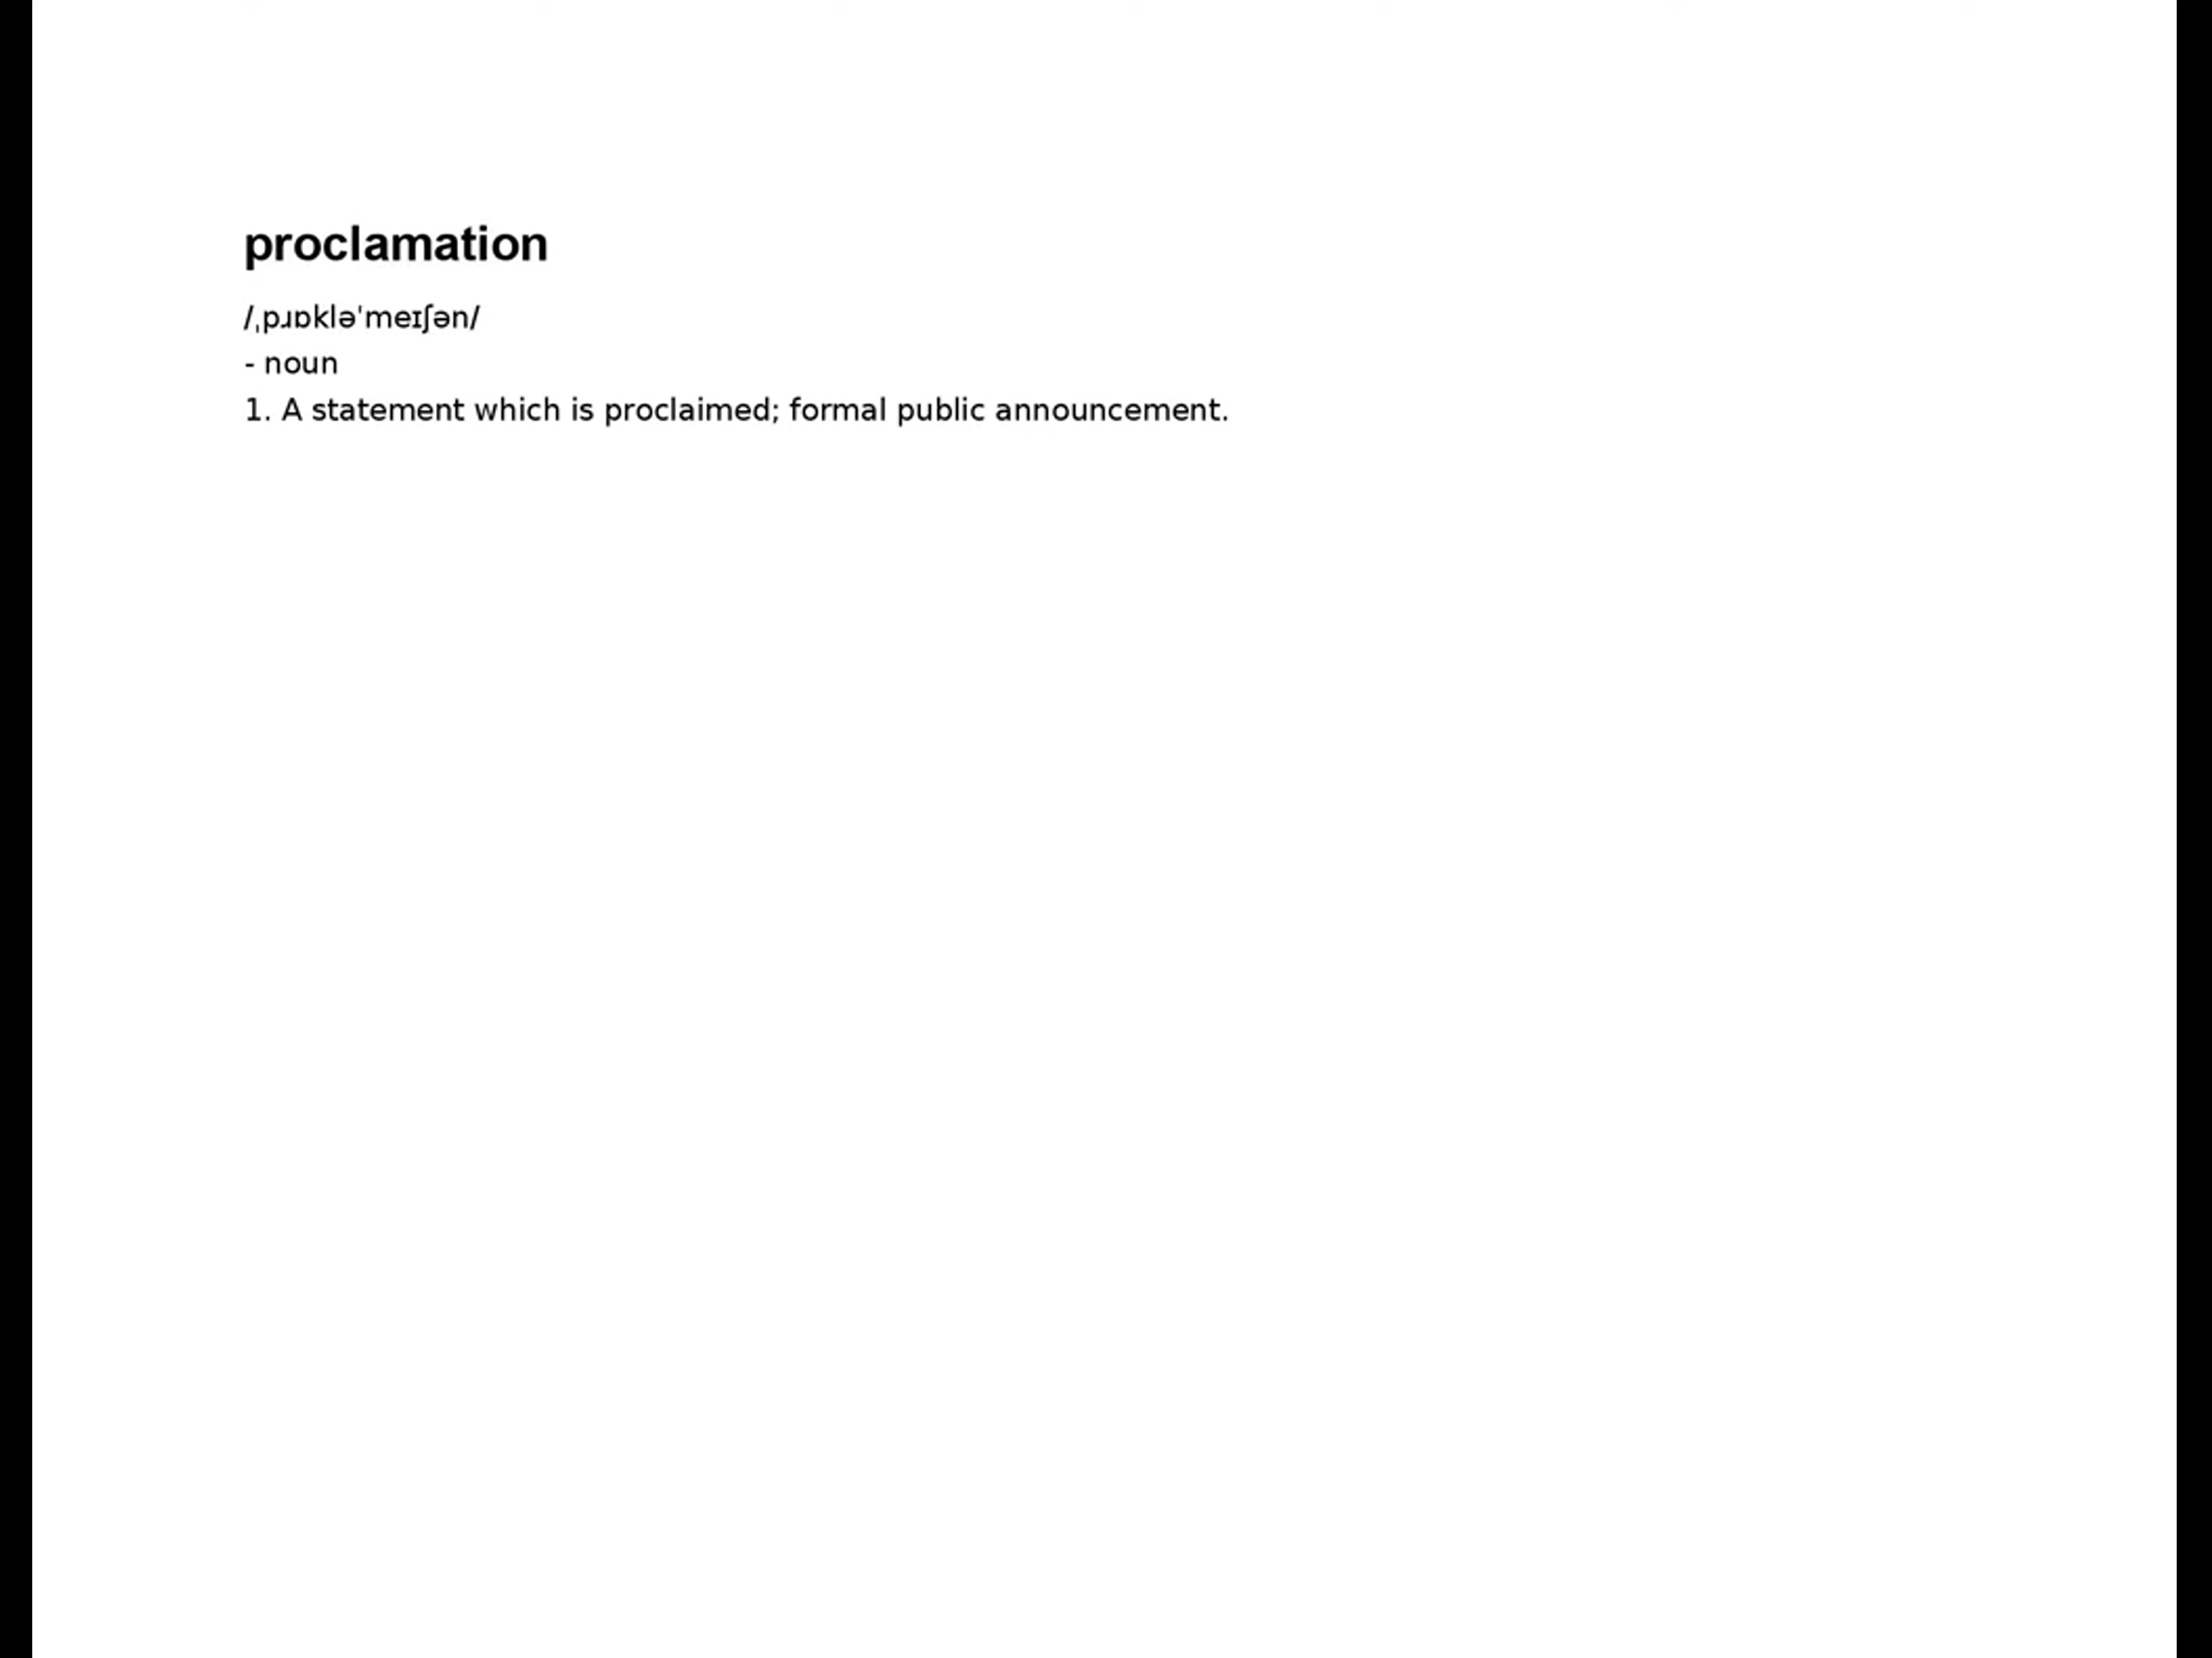 proclamation
/ˌpɹɒkləˈmeɪʃən/
- noun
1. A statement which is proclaimed; formal public announcement.